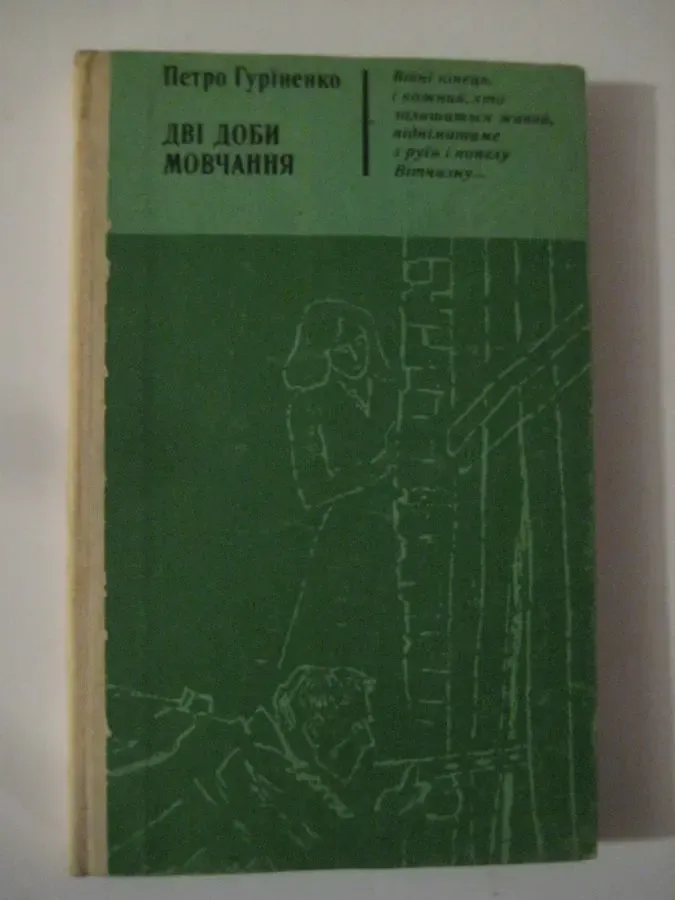 Петро Гуріненко
ДВІ ДОБИ
МОВЧАННЯ
Війні кінець,
і кожний, хто
залишиться живий,
підніматиме
з руїн і попелу
Вітчизну...